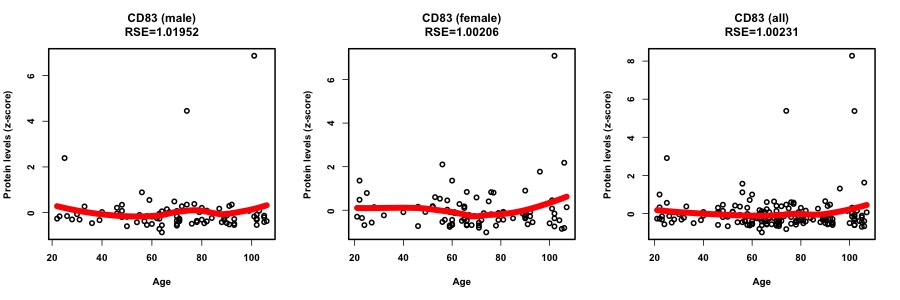 CD83 (male)
RSE=1.01952
Protein levels (z-score)
6
4
2
0
20 40 60 80 100
Age
CD83 (female)
RSE=1.00206
Protein levels (z-score)
6
4
2
0
20 40 60 80 100
Age
CD83 (all)
RSE=1.00231
Protein levels (z-score)
8
6
4
2
0
20 40 60 80 100
Age